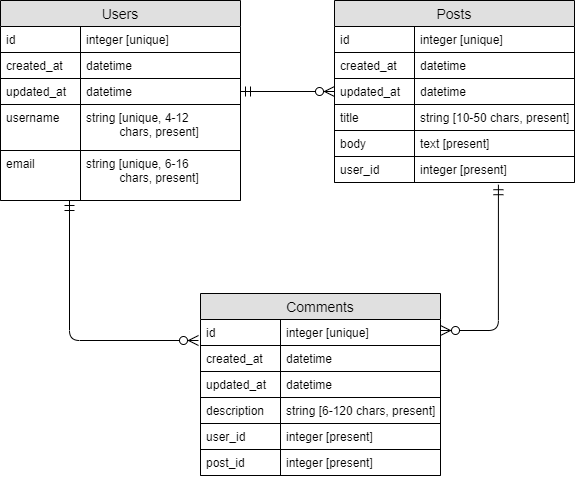 Users
id integer [unique]
created_at datetime
updated_at datetime
username string [unique, 4-12
chars, present]
email string [unique, 6-16
chars, present]
Posts
id integer [unique]
created_at datetime
updated_at datetime
title string [10-50 chars, present]
body text [present]
user_id integer [present]
Comments
id integer [unique]
created_at datetime
updated_at datetime
description string [6-120 chars, present]
user_id integer [present]
post_id integer [present]